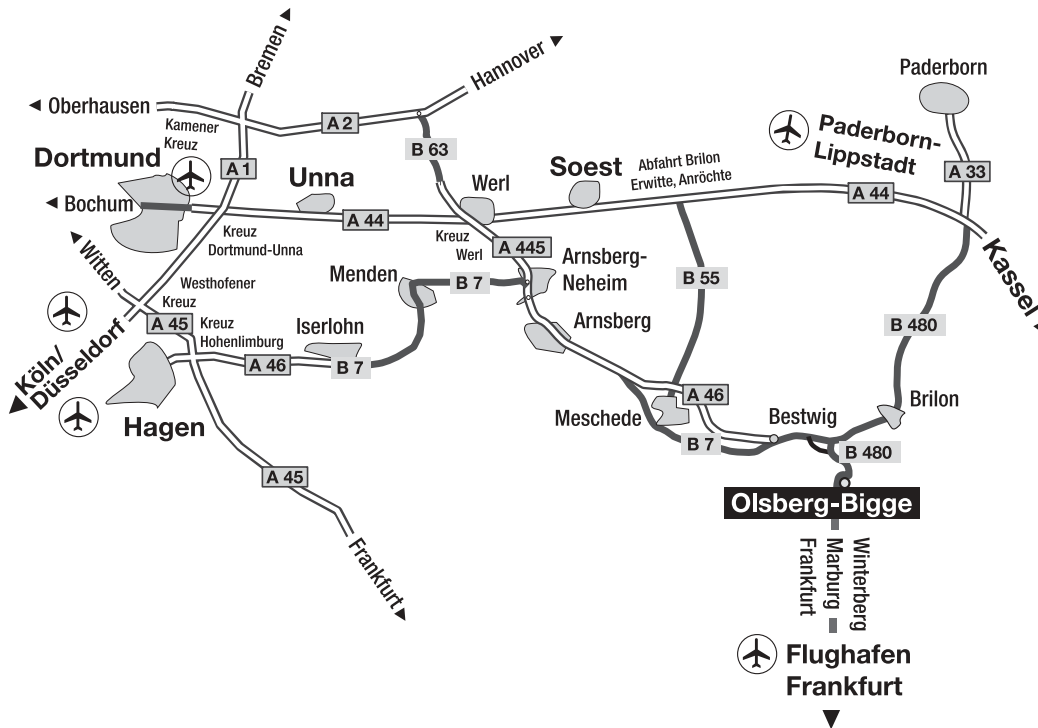 Bremen
Hannover
Oberhausen
A 2
Kamener
Kreuz
Paderborn
Dortmund
A 1
B 63
Unna
Werl
Soest
Abfahrt Brilon
Erwitte, Anröchte
Paderborn-
Lippstadt
A 33
Bochum
A 44
A 44
Kreuz
Dortmund-Unna
Kreuz
Werl
A 445
Witten
Westhofener
Kreuz
Menden
B 7
Arnsberg-
Neheim
B 55
Kassel
A 45
Kreuz
Hohenlimburg
Iserlohn
Arnsberg
B 480
Köln/
Düsseldorf
A 46
B 7
Hagen
A 46
Meschede
Bestwig
Brilon
B 7
B 480
A 45
Olsberg-Bigge
Frankfurt
Winterberg
Marburg
Frankfurt
Flughafen
Frankfurt